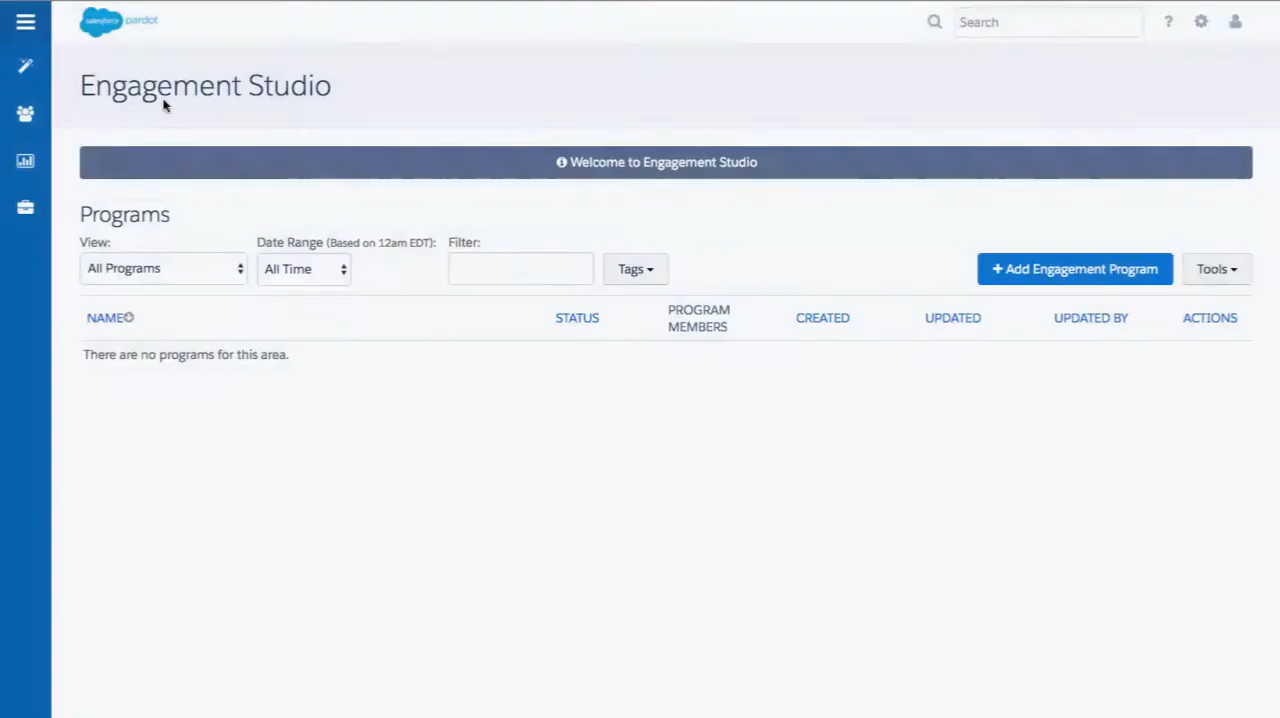 salesforce pardot
Search
?
Engagement Studio
Welcome to Engagement Studio
Programs
View:
Date Range (Based on 12am EDT):
Filter:
All Programs
All Time
Tags
+ Add Engagement Program
Tools
NAME
STATUS
PROGRAM
MEMBERS
CREATED
UPDATED
UPDATED BY
ACTIONS
There are no programs for this area.